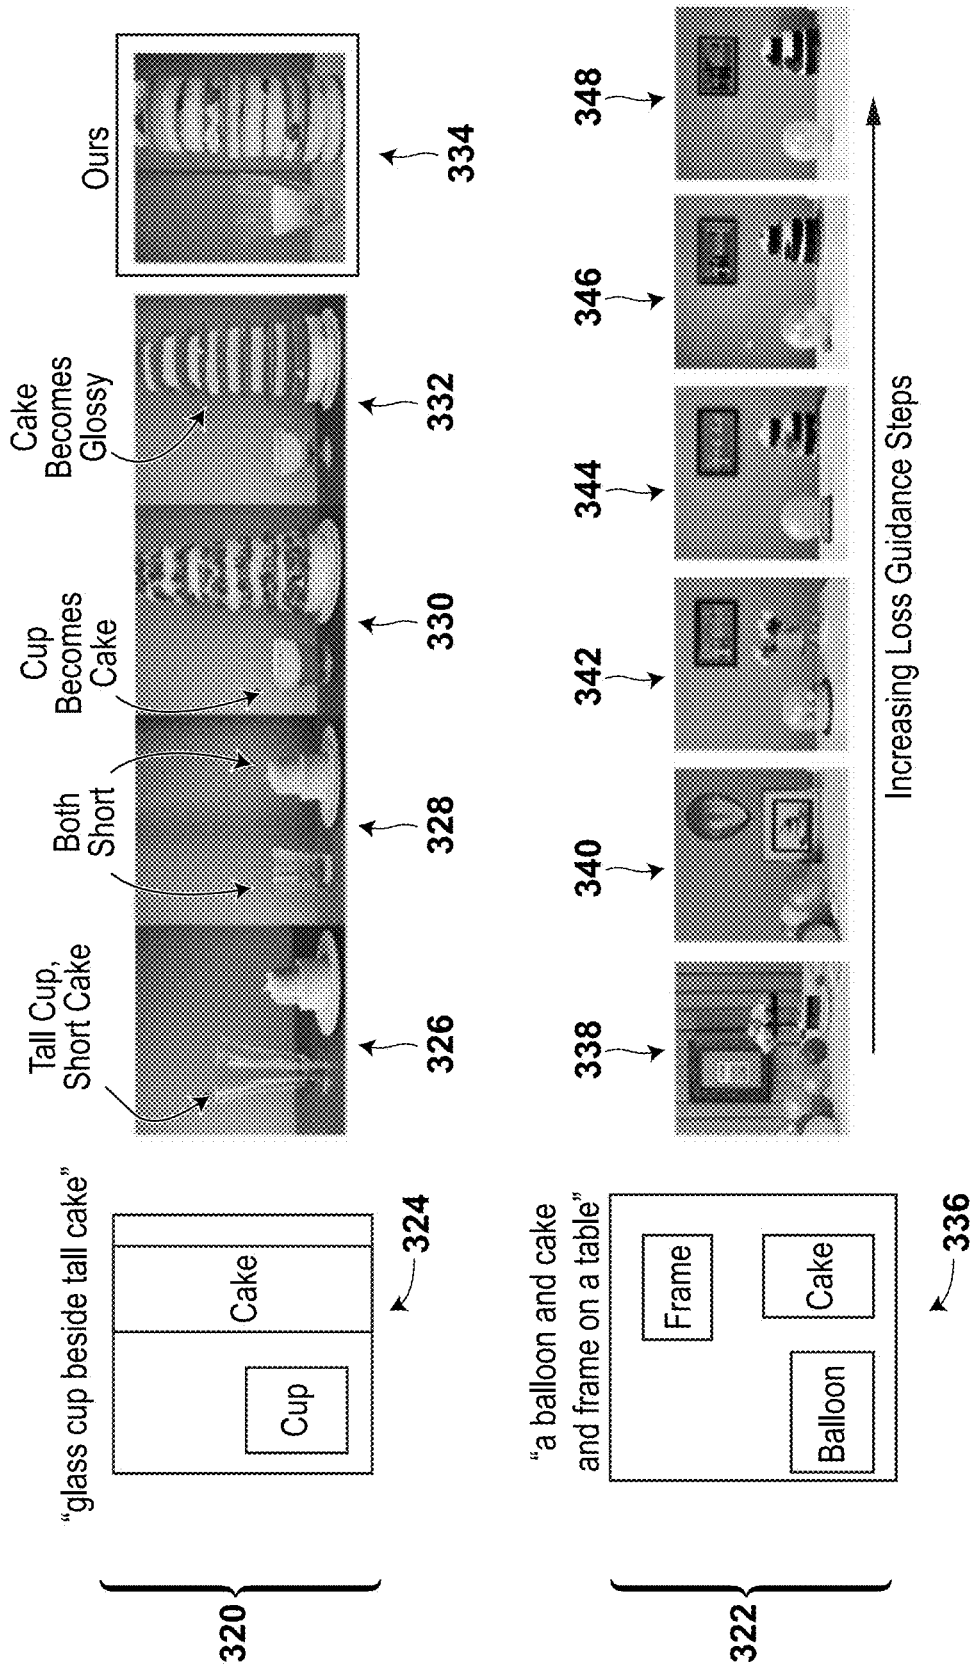 320
"glass cup beside tall cake"
Cup
Cake
324
Tall Cup,
Short Cake
326
Both
Short
328
Cup
Becomes
Cake
330
Cake
Becomes
Glossy
332
Ours
334
322
"a balloon and cake
and frame on a table"
Balloon
Frame
Cake
336
338
340
342
344
346
348
Increasing Loss Guidance Steps